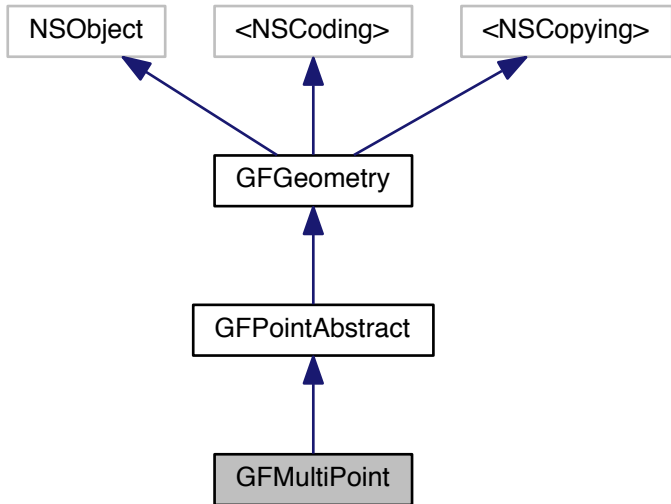 NSObject
<NSCoding>
<NSCopying>
GFGeometry
GFPointAbstract
GFMultiPoint